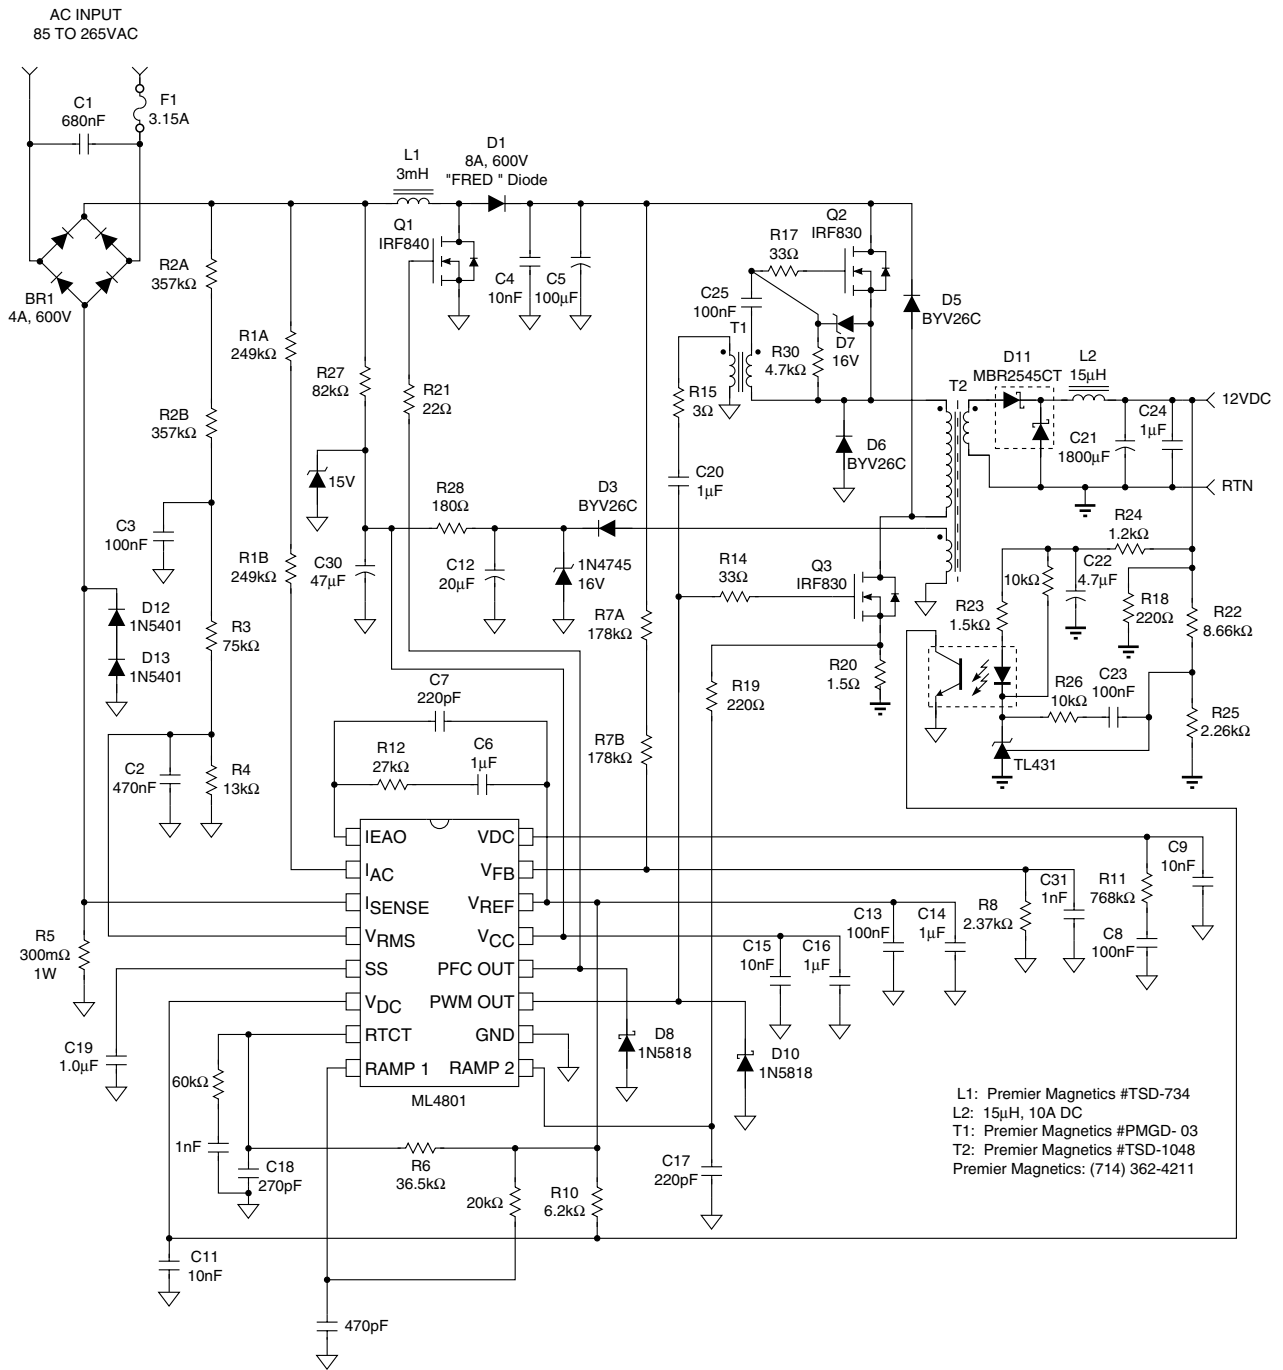 AC INPUT
85 TO 265VAC
C1
680nF
F1
3.15A
BR1
4A, 600V
R2A
357kΩ
R2B
357kΩ
R1A
249kΩ
R1B
249kΩ
R27
82kΩ
L1
3mH
D1
8A, 600V
"FRED " Diode
Q1
IRF840
R21
22Ω
C4
10nF
C5
100µF
R17
33Ω
Q2
IRF830
C25
100nF
T1
R30
4.7kΩ
D7
16V
R15
3Ω
C20
1µF
D6
BYV26C
D5
BYV26C
T2
D11
MBR2545CT
L2
15µH
C21
1800µF
C24
1µF
12VDC
RTN
15V
C3
100nF
C30
47µF
R28
180Ω
C12
20µF
D3
BYV26C
1N4745
16V
R14
33Ω
Q3
IRF830
R20
1.5Ω
R19
220Ω
R7A
178kΩ
R7B
178kΩ
R24
1.2kΩ
10kΩ
C22
4.7µF
R18
220Ω
R22
8.66kΩ
R23
1.5kΩ
R26
10kΩ
C23
100nF
R25
2.26kΩ
TL431
D12
1N5401
D13
1N5401
R3
75kΩ
C2
470nF
R4
13kΩ
C7
220pF
R12
27kΩ
C6
1µF
IEAO
IAC
ISENSE
VRMS
SS
VDC
RTCT
RAMP 1
VDC
VFB
VREF
VCC
PFC OUT
PWM OUT
GND
RAMP 2
ML4801
R5
300mΩ
1W
C19
1.0µF
60kΩ
1nF
C18
270pF
R6
36.5kΩ
20kΩ
R10
6.2kΩ
C11
10nF
470pF
C17
220pF
D8
1N5818
D10
1N5818
C15
10nF
C16
1µF
C13
100nF
C14
1µF
R8
2.37kΩ
C31
1nF
R11
768kΩ
C8
100nF
C9
10nF
L1: Premier Magnetics #TSD-734
L2: 15µH, 10A DC
T1: Premier Magnetics #PMGD- 03
T2: Premier Magnetics #TSD-1048
Premier Magnetics: (714) 362-4211